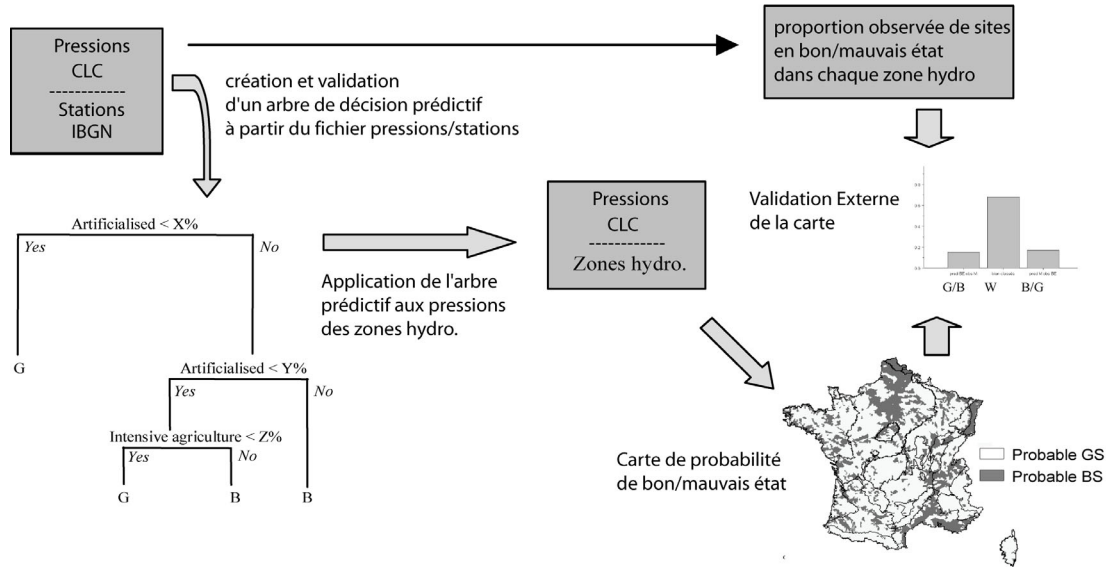 Pressions
CLC
------------
Stations
IBGN
création et validation
d'un arbre de décision prédictif
à partir du fichier pressions/stations
proportion observée de sites
en bon/mauvais état
dans chaque zone hydro
Artificialised < X%
Yes
No
G
Artificialised < Y%
Yes
No
Intensive agriculture < Z%
Yes
No
G
B
B
Application de l'arbre
prédictif aux pressions
des zones hydro.
Pressions
CLC
------------
Zones hydro.
Validation Externe
de la carte
G/B
W
B/G
Carte de probabilité
de bon/mauvais état
Probable GS
Probable BS